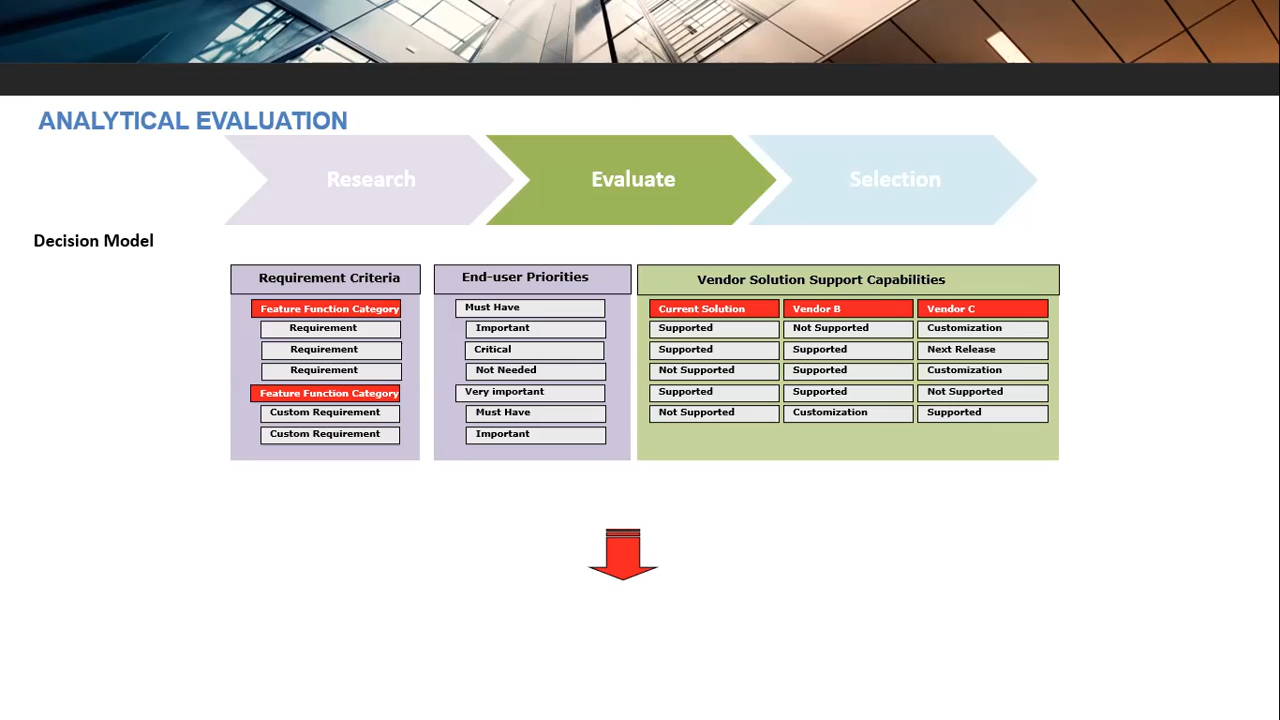 ANALYTICAL EVALUATION
Research Evaluate Selection
Decision Model
Requirement Criteria End-user Priorities Vendor Solution Support Capabilities
Feature Function Category Must Have Current Solution Vendor B Vendor C
Requirement Important Supported Not Supported Customization
Requirement Critical Supported Supported Next Release
Requirement Not Needed Not Supported Supported Customization
Feature Function Category Very important Supported Supported Not Supported
Custom Requirement Must Have Not Supported Customization Supported
Custom Requirement Important